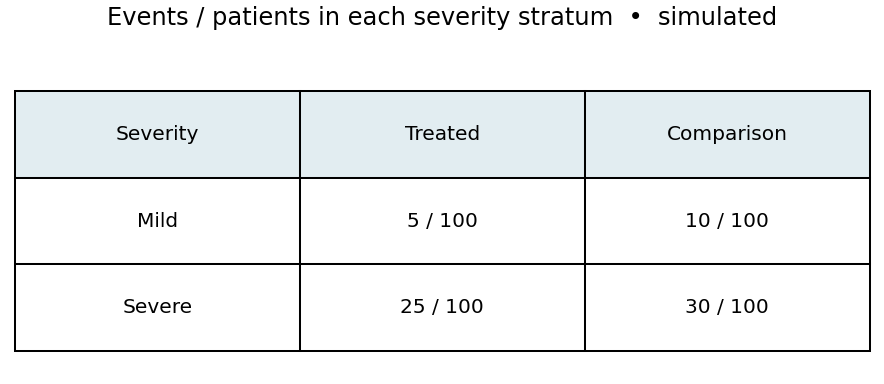 Events / patients in each severity stratum • simulated
Severity Treated Comparison
Mild 5 / 100 10 / 100
Severe 25 / 100 30 / 100